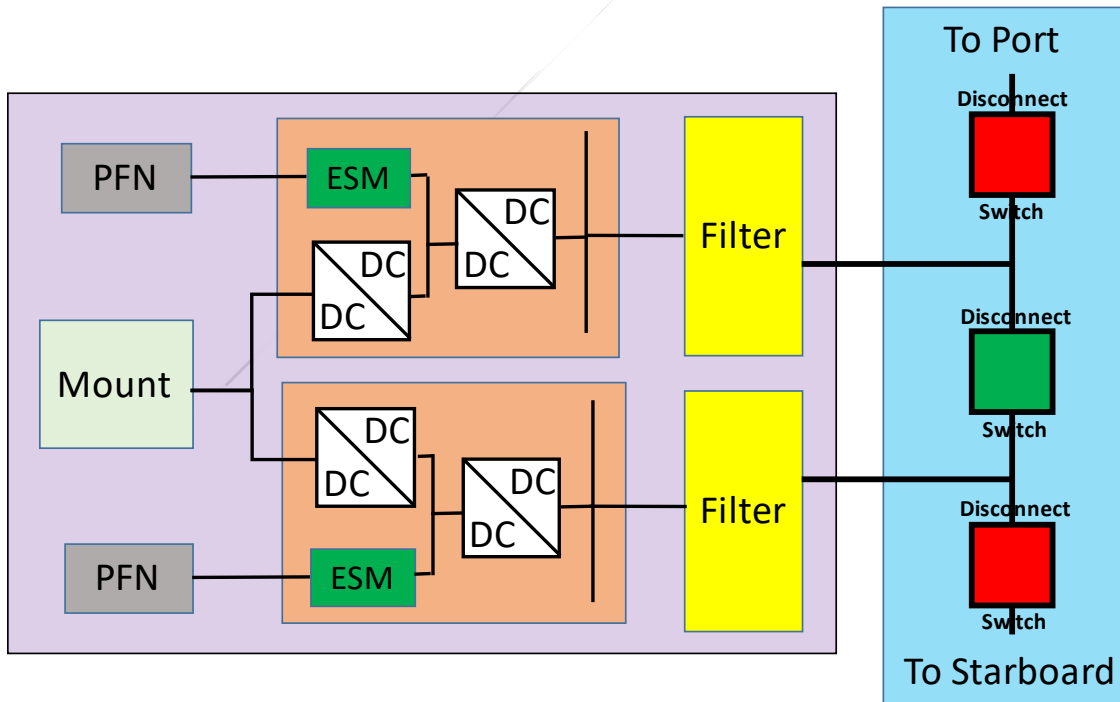 To Port
Disconnect
Switch
PFN
ESM
DC
DC
DC
DC
Filter
Mount
Disconnect
Switch
DC
DC
DC
DC
Filter
PFN
ESM
Disconnect
Switch
To Starboard